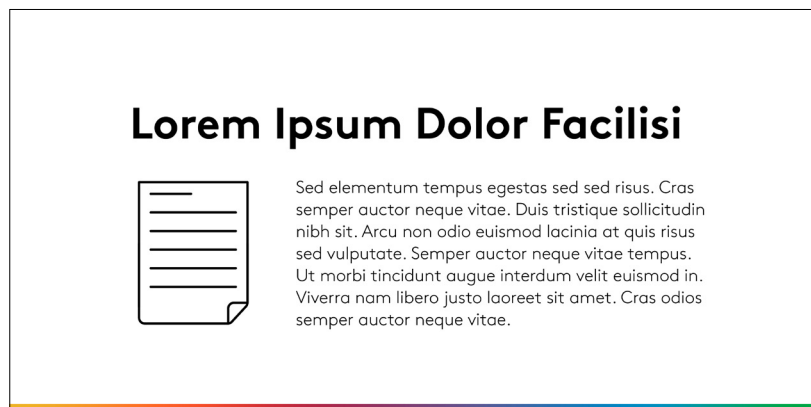 Lorem Ipsum Dolor Facilisi
Sed elementum tempus egestas sed sed risus. Cras
semper auctor neque vitae. Duis tristique sollicitudin
nibh sit. Arcu non odio euismod lacinia at quis risus
sed vulputate. Semper auctor neque vitae tempus.
Ut morbi tincidunt augue interdum velit euismod in.
Viverra nam libero justo laoreet sit amet. Cras odios
semper auctor neque vitae.